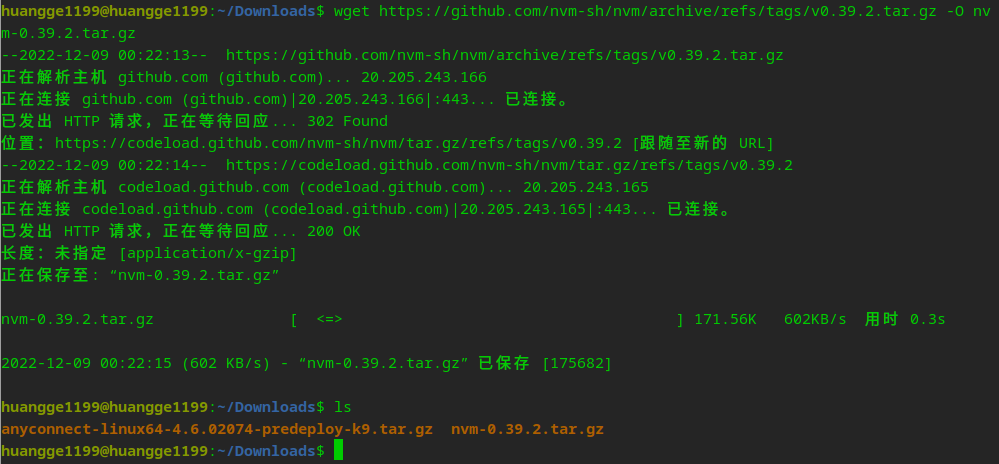 huangge1199@huangge1199:~/Downloads$ wget https://github.com/nvm-sh/nvm/archive/refs/tags/v0.39.2.tar.gz -O nv
m-0.39.2.tar.gz
--2022-12-09 00:22:13--  https://github.com/nvm-sh/nvm/archive/refs/tags/v0.39.2.tar.gz
正在解析主机 github.com (github.com)... 20.205.243.166
正在连接 github.com (github.com)|20.205.243.166|:443... 已连接。
已发出 HTTP 请求，正在等待回应... 302 Found
位置：https://codeload.github.com/nvm-sh/nvm/tar.gz/refs/tags/v0.39.2 [跟随至新的 URL]
--2022-12-09 00:22:14--  https://codeload.github.com/nvm-sh/nvm/tar.gz/refs/tags/v0.39.2
正在解析主机 codeload.github.com (codeload.github.com)... 20.205.243.165
正在连接 codeload.github.com (codeload.github.com)|20.205.243.165|:443... 已连接。
已发出 HTTP 请求，正在等待回应... 200 OK
长度：未指定 [application/x-gzip]
正在保存至: “nvm-0.39.2.tar.gz”
nvm-0.39.2.tar.gz               [  <=>                                     ] 171.56K   602KB/s  用时 0.3s
2022-12-09 00:22:15 (602 KB/s) - “nvm-0.39.2.tar.gz” 已保存 [175682]
huangge1199@huangge1199:~/Downloads$ ls
anyconnect-linux64-4.6.02074-predeploy-k9.tar.gz  nvm-0.39.2.tar.gz
huangge1199@huangge1199:~/Downloads$